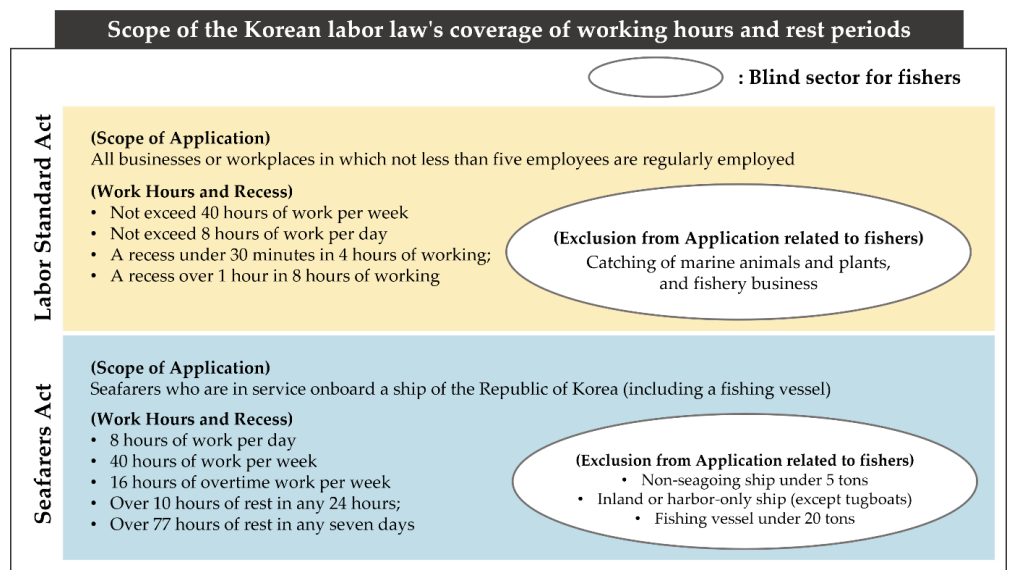 Scope of the Korean labor law's coverage of working hours and rest periods
: Blind sector for fishers
Labor Standard Act
(Scope of Application)
All businesses or workplaces in which not less than five employees are regularly employed
(Work Hours and Recess)
• Not exceed 40 hours of work per week
• Not exceed 8 hours of work per day
• A recess under 30 minutes in 4 hours of working;
• A recess over 1 hour in 8 hours of working
(Exclusion from Application related to fishers)
Catching of marine animals and plants,
and fishery business
Seafarers Act
(Scope of Application)
Seafarers who are in service onboard a ship of the Republic of Korea (including a fishing vessel)
(Work Hours and Recess)
• 8 hours of work per day
• 40 hours of work per week
• 16 hours of overtime work per week
• Over 10 hours of rest in any 24 hours;
• Over 77 hours of rest in any seven days
(Exclusion from Application related to fishers)
• Non-seagoing ship under 5 tons
• Inland or harbor-only ship (except tugboats)
• Fishing vessel under 20 tons